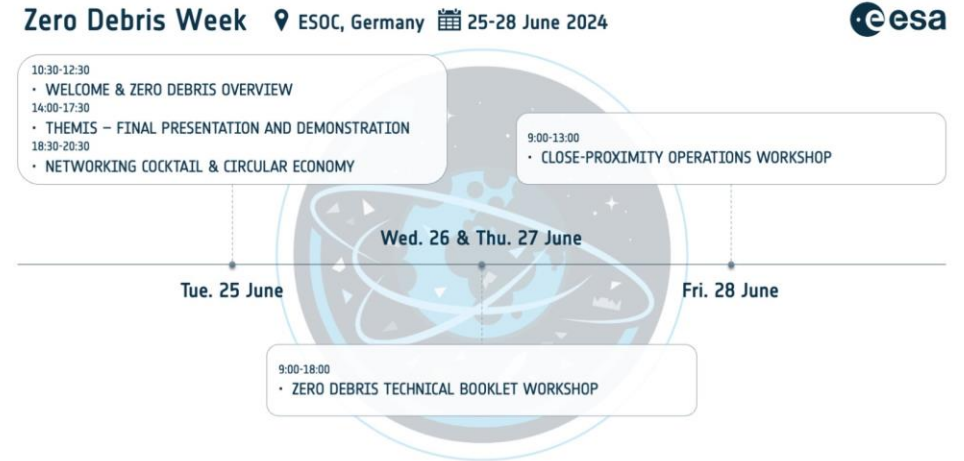 Zero Debris Week ESOC, Germany 25-28 June 2024
esa
10:30-12:30
· WELCOME & ZERO DEBRIS OVERVIEW
14:00-17:30
· THEMIS – FINAL PRESENTATION AND DEMONSTRATION
18:30-20:30
· NETWORKING COCKTAIL & CIRCULAR ECONOMY
9:00-13:00
· CLOSE-PROXIMITY OPERATIONS WORKSHOP
Wed. 26 & Thu. 27 June
Tue. 25 June
Fri. 28 June
9:00-18:00
· ZERO DEBRIS TECHNICAL BOOKLET WORKSHOP